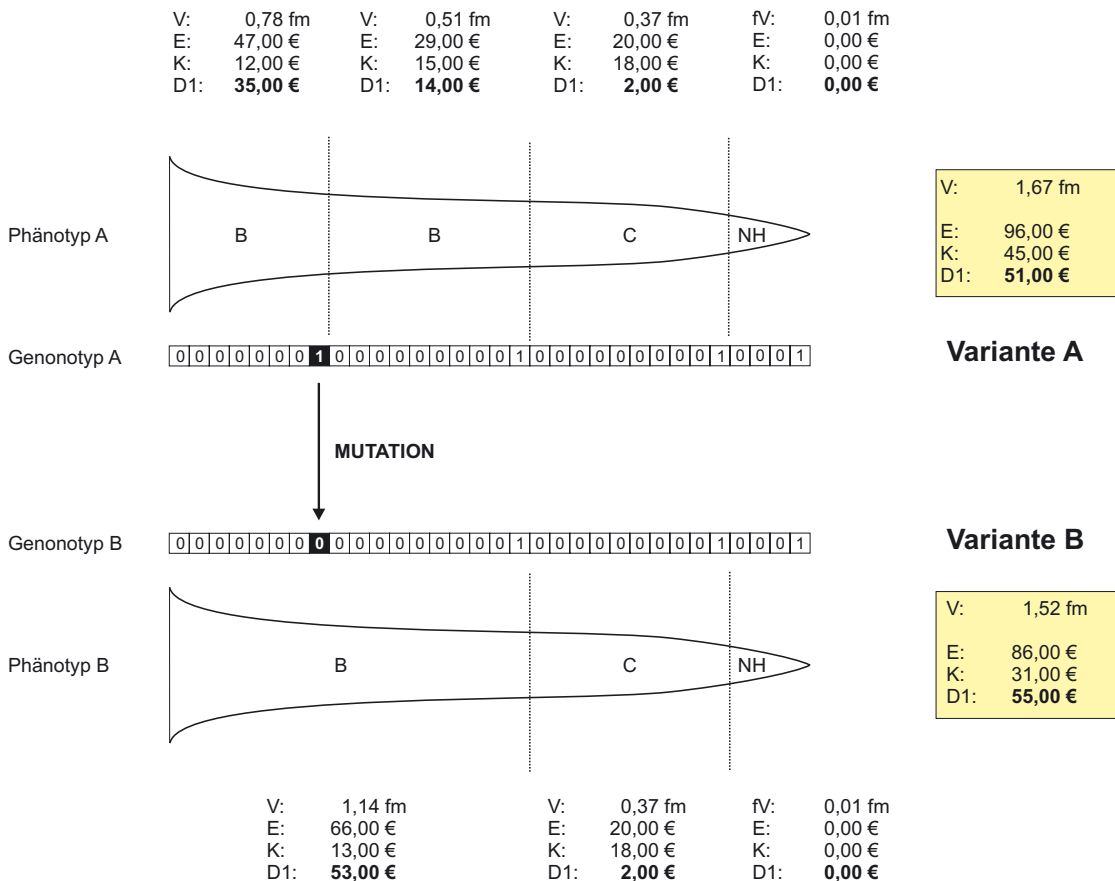 V: 0,78 fm V: 0,51 fm V: 0,37 fm fV: 0,01 fm
E: 47,00 € E: 29,00 € E: 20,00 € E: 0,00 €
K: 12,00 € K: 15,00 € K: 18,00 € K: 0,00 €
D1: 35,00 € D1: 14,00 € D1: 2,00 € D1: 0,00 €
V: 1,67 fm
Phänotyp A B B C NH
E: 96,00 €
K: 45,00 €
D1: 51,00 €
Genonotyp A 0 0 0 0 0 0 0 0 1 0 0 0 0 0 0 0 0 0 0 0 1 0 0 0 0 0 0 0 0 0 0 1 0 0 0 1
Variante A
MUTATION
Genonotyp B 0 0 0 0 0 0 0 0 0 0 0 0 0 0 0 0 0 0 0 0 1 0 0 0 0 0 0 0 0 0 0 1 0 0 0 1
Variante B
V: 1,52 fm
E: 86,00 €
K: 31,00 €
D1: 55,00 €
Phänotyp B B C NH
V: 1,14 fm V: 0,37 fm fV: 0,01 fm
E: 66,00 € E: 20,00 € E: 0,00 €
K: 13,00 € K: 18,00 € K: 0,00 €
D1: 53,00 € D1: 2,00 € D1: 0,00 €